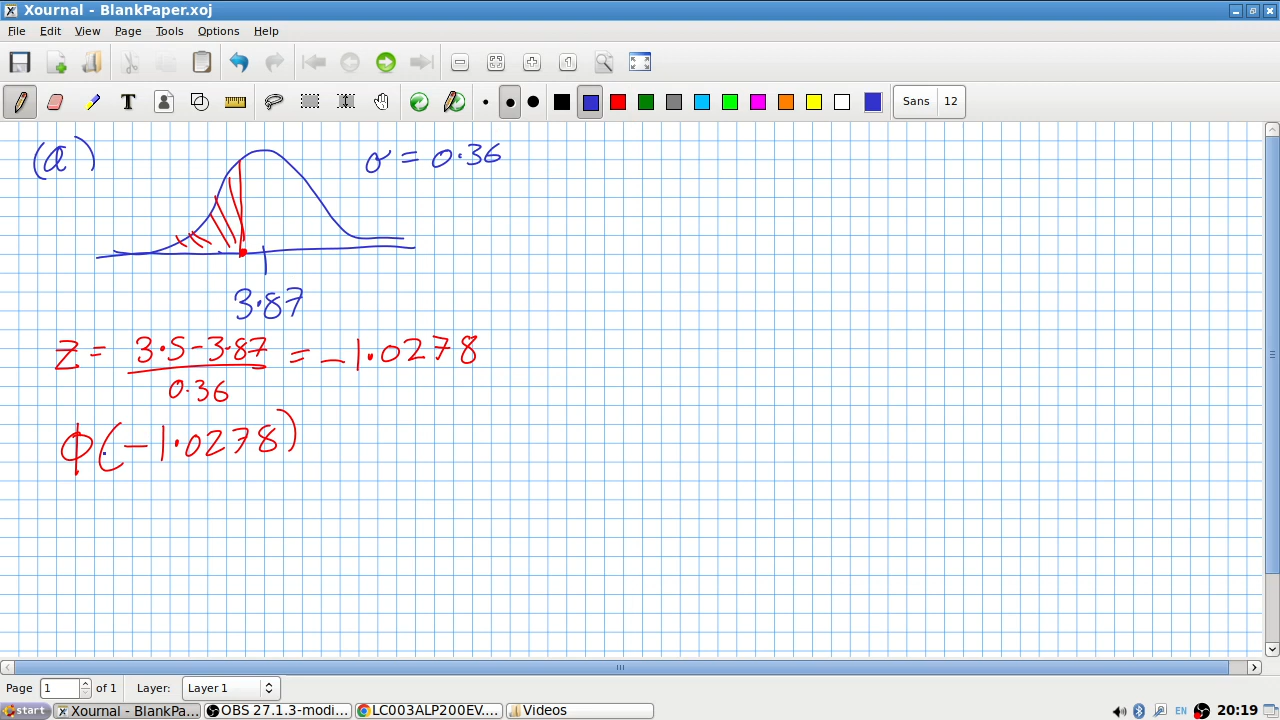 Xournal - BlankPaper.xoj
File Edit View Page Tools Options Help
T Sans 12
(a)
σ = 0.36
3.87
Z = 3.5 - 3.87 / 0.36 = -1.0278
φ(-1.0278)
Page 1 of 1 Layer: Layer 1
start Xournal - BlankPa... OBS 27.1.3-modi... LC003ALP200EV.... Videos EN 20:19